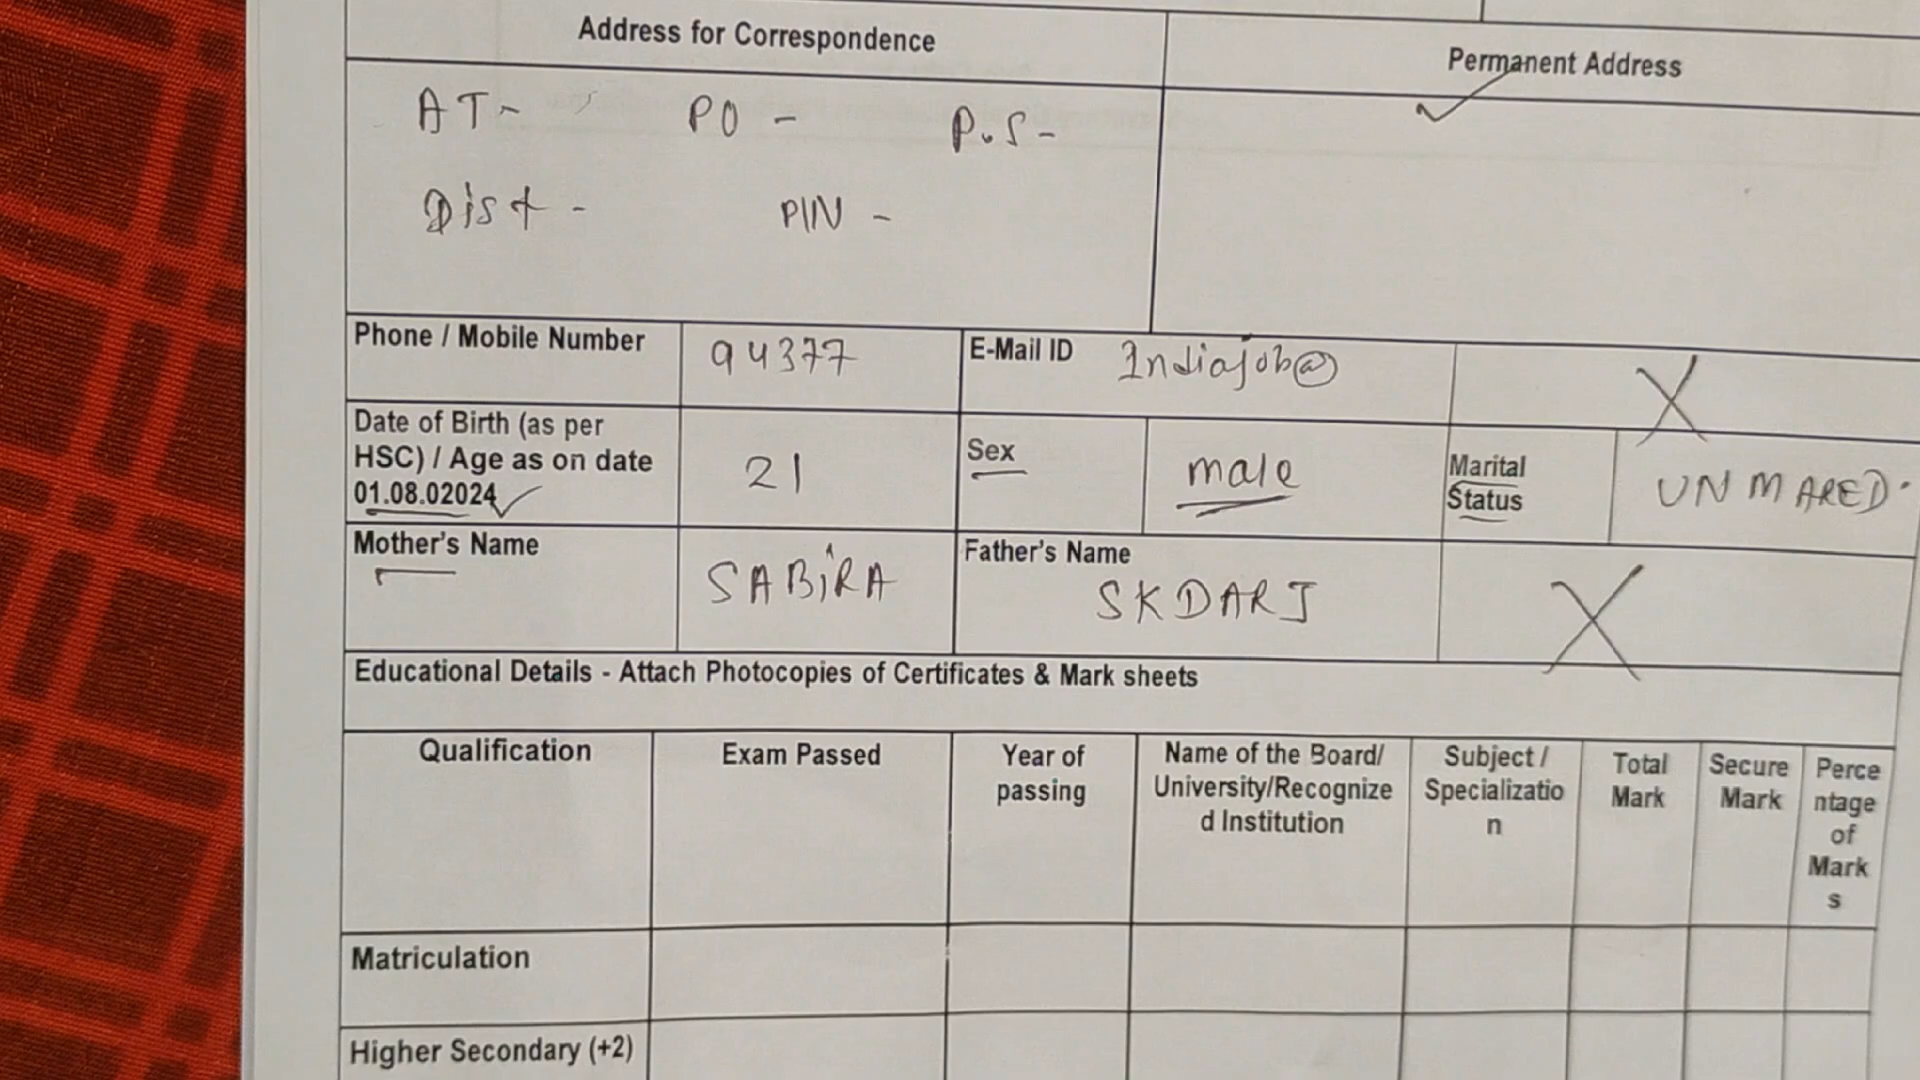 Address for Correspondence
Permanent Address
AT- PO - P.S -
Dist - PIN -
Phone / Mobile Number
94377
E-Mail ID
Indiajob@
Date of Birth (as per
HSC) / Age as on date
01.08.02024
21
Sex
male
Marital
Status
UNMARED
Mother's Name
SABiRA
Father's Name
SKDARJ
Educational Details - Attach Photocopies of Certificates & Mark sheets
Qualification
Exam Passed
Year of
passing
Name of the Board/
University/Recognize
d Institution
Subject /
Specializatio
n
Total
Mark
Secure
Mark
Perce
ntage
of
Mark
s
Matriculation
Higher Secondary (+2)